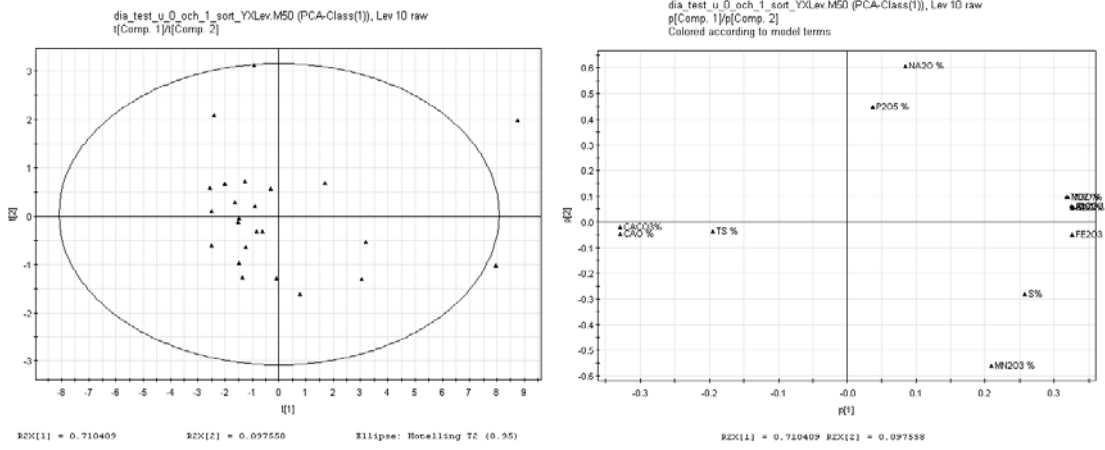 dia_test_u_0_och_1_sort_YXLev.M50 (PCA-Class(1)), Lev 10 raw
t[Comp. 1]/t[Comp. 2]
3
2
1
0
-1
-2
-3
t[2]
-8 -7 -6 -5 -4 -3 -2 -1 0 1 2 3 4 5 6 7 8 9
t[1]
R2X[1] = 0.710409 R2X[2] = 0.097558 Ellipse: Hotelling T2 (0.95)
dia_test_u_0_och_1_sort_YXLev.M50 (PCA-Class(1)), Lev 10 raw
p[Comp. 1]/p[Comp. 2]
Colored according to model terms
0.6
0.5
0.4
0.3
0.2
0.1
0.0
-0.1
-0.2
-0.3
-0.4
-0.5
-0.6
p[2]
NA2O %
P2O5 %
CACO3%
CAO %
TS %
FE2O3
S%
MN2O3 %
-0.3 -0.2 -0.1 -0.0 0.1 0.2 0.3
p[1]
R2X[1] = 0.710409 R2X[2] = 0.097558